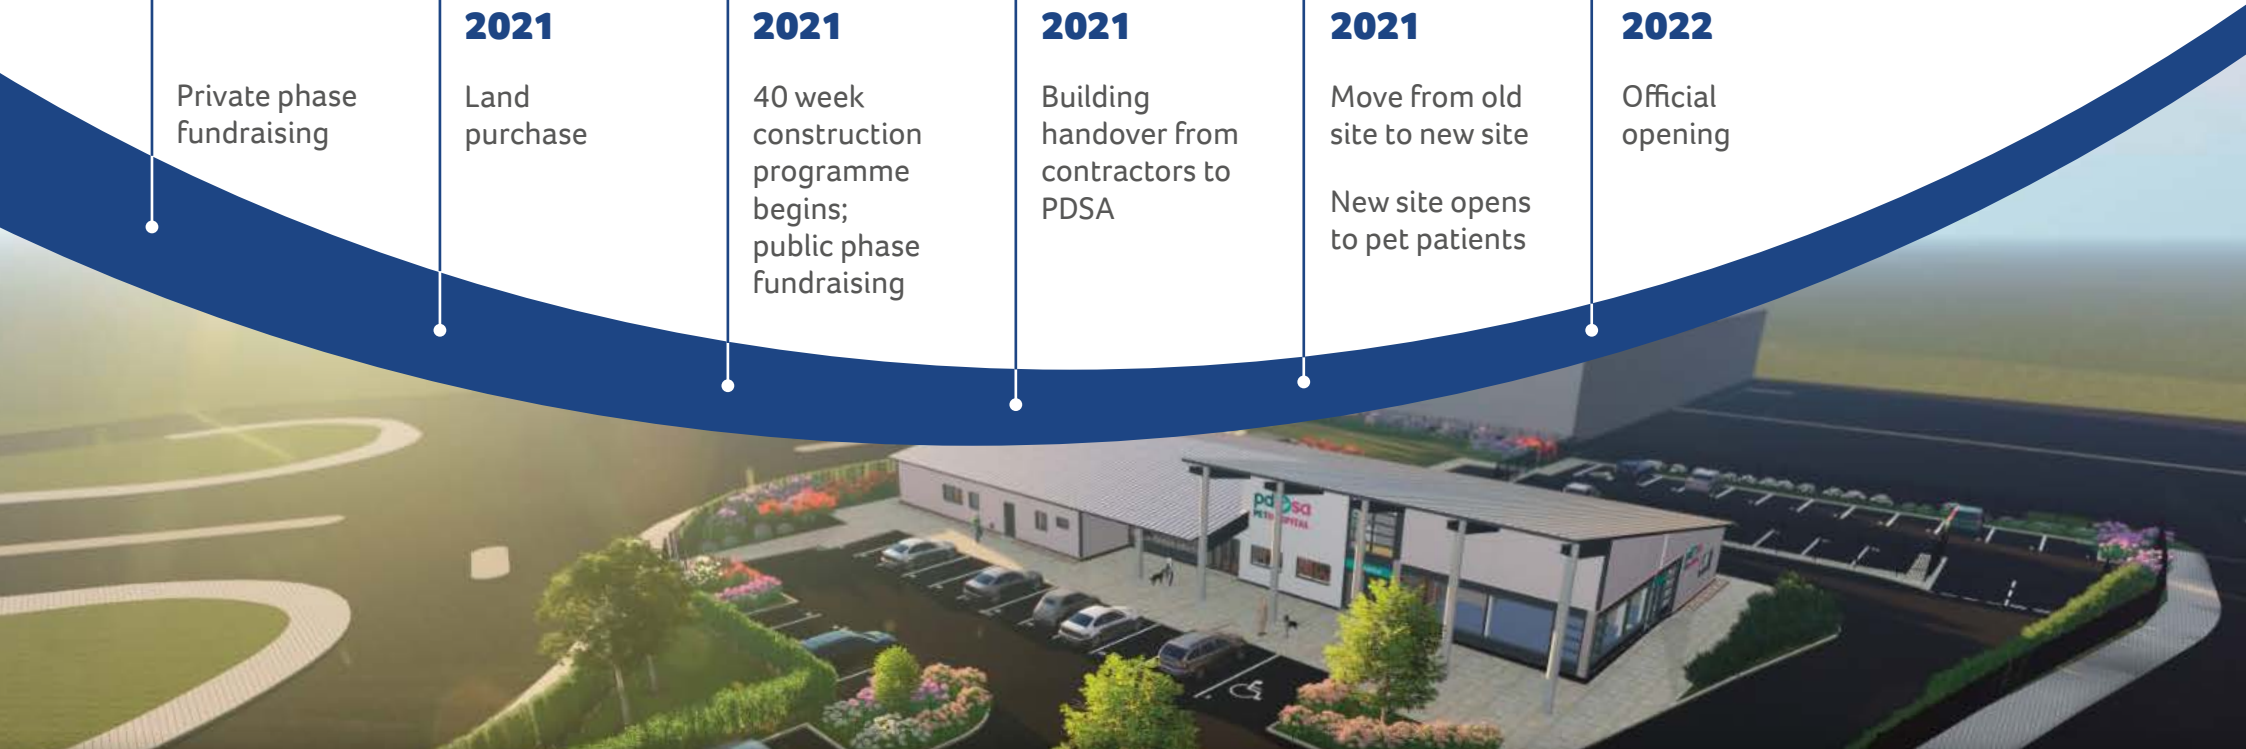 Private phase
fundraising
2021
Land
purchase
2021
40 week
construction
programme
begins;
public phase
fundraising
2021
Building
handover from
contractors to
PDSA
2021
Move from old
site to new site
New site opens
to pet patients
2022
Official
opening
pdsa
PET HOSPITAL